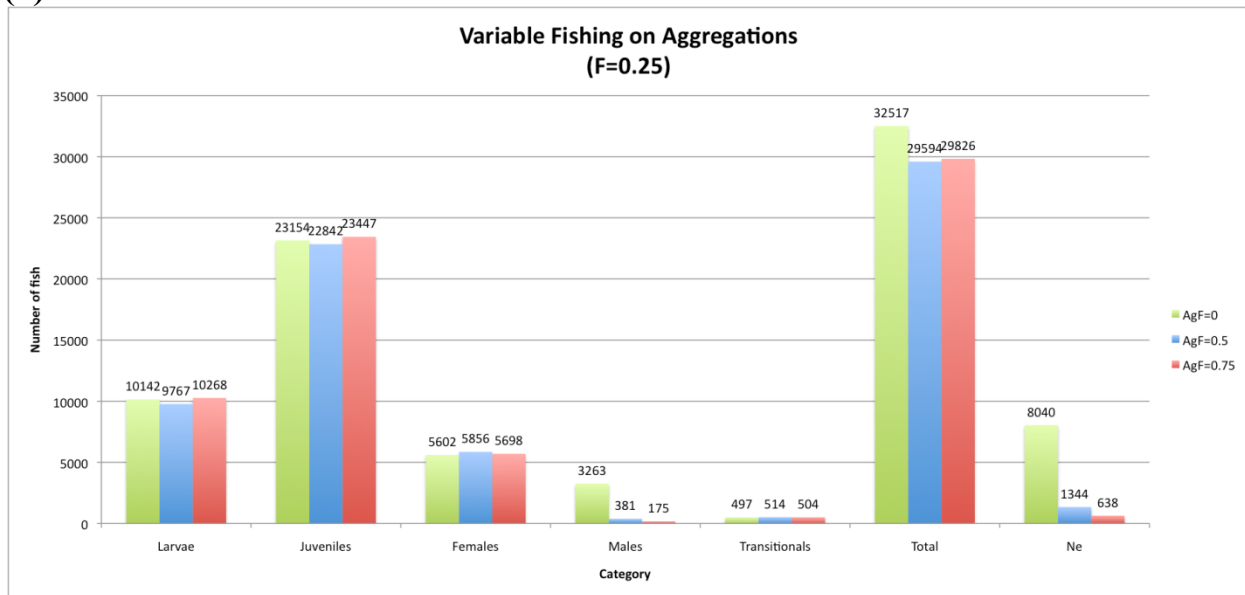 Variable Fishing on Aggregations
(F=0.25)
35000
30000
25000
20000
15000
10000
5000
0
Number of fish
10142 9767 10268
23154 22842 23447
5602 5856 5698
3263 381 175
497 514 504
32517 29594 29826
8040 1344 638
Larvae Juveniles Females Males Transitionals Total Ne
Category
AgF=0
AgF=0.5
AgF=0.75